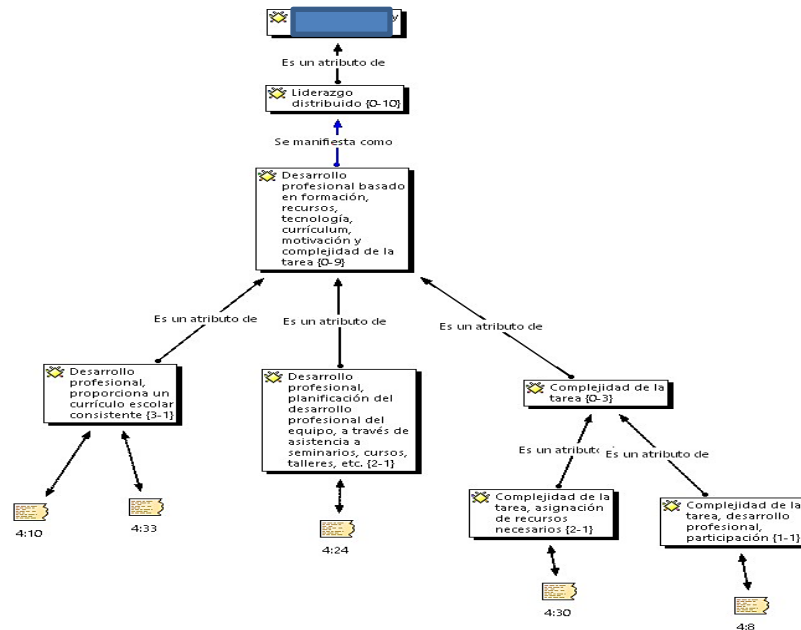 y
Es un atributo de
Liderazgo
distribuido {0-10}
Se manifiesta como
Desarrollo
profesional basado
en formación,
recursos,
tecnología,
currículum,
motivación y
complejidad de la
tarea {0-9}
Es un atributo de
Es un atributo de
Es un atributo de
Desarrollo
profesional,
proporciona un
currículo escolar
consistente {3-1}
Desarrollo
profesional,
planificación del
desarrollo
profesional del
equipo, a través de
asistencia a
seminarios, cursos,
talleres, etc. {2-1}
Complejidad de la
tarea {0-3}
Es un atributo
Es un atributo de
Complejidad de la
tarea, asignación
de recursos
necesarios {2-1}
Complejidad de la
tarea, desarrollo
profesional,
participación {1-1}
4:10
4:33
4:24
4:30
4:8